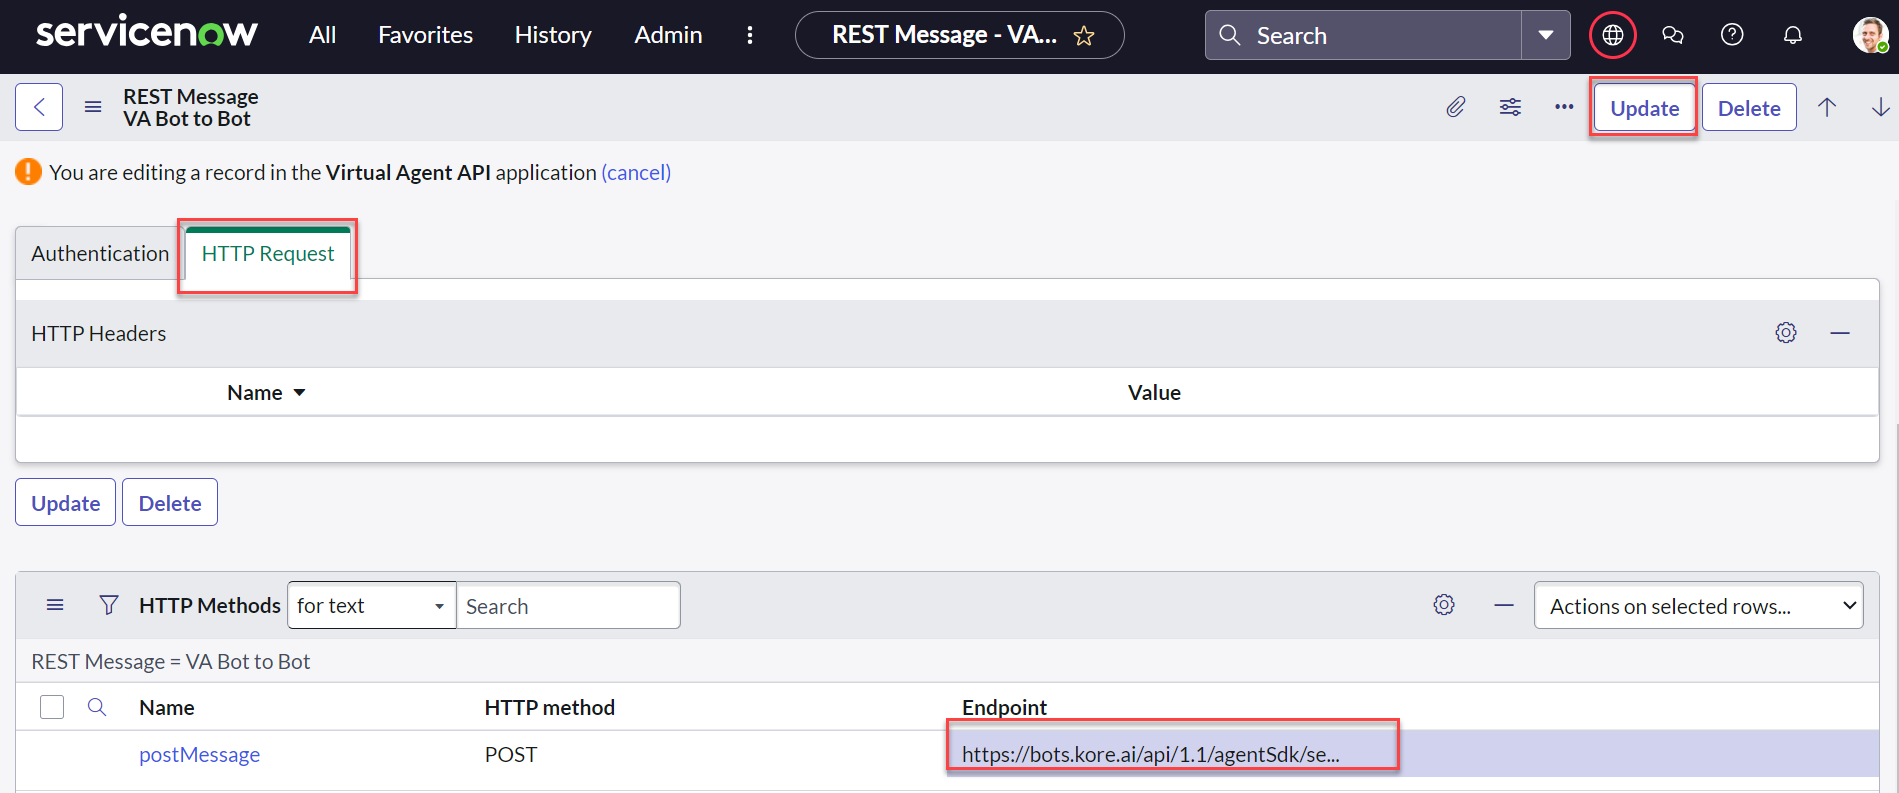 servicenow All Favorites History Admin REST Message - VA... Search
REST Message
VA Bot to Bot
Update Delete
You are editing a record in the Virtual Agent API application (cancel)
Authentication HTTP Request
HTTP Headers
Name Value
Update Delete
HTTP Methods for text Search Actions on selected rows...
REST Message = VA Bot to Bot
Name HTTP method Endpoint
postMessage POST https://bots.kore.ai/api/1.1/agentSdk/se...